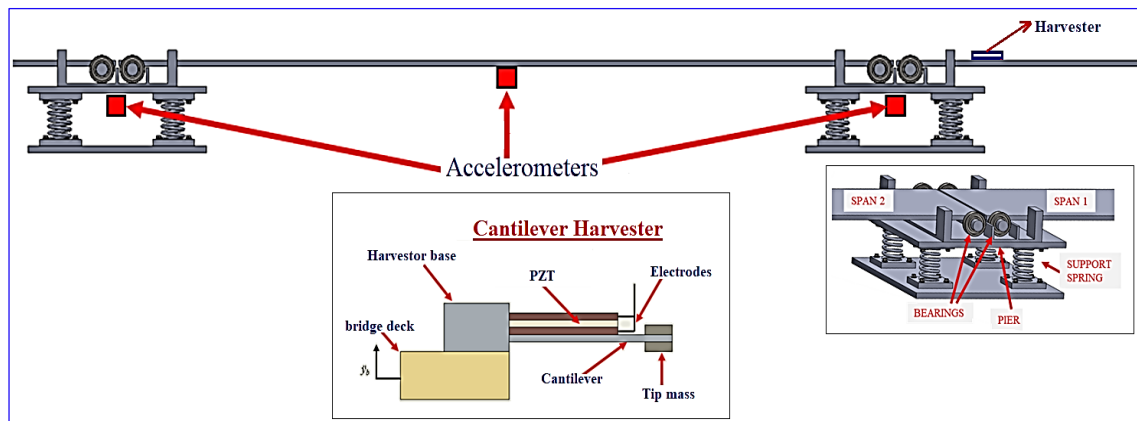 Harvester
Accelerometers
Cantilever Harvester
Harvestor base
PZT
Electrodes
bridge deck
Cantilever
Tip mass
SPAN 2
SPAN 1
SUPPORT
SPRING
BEARINGS
PIER